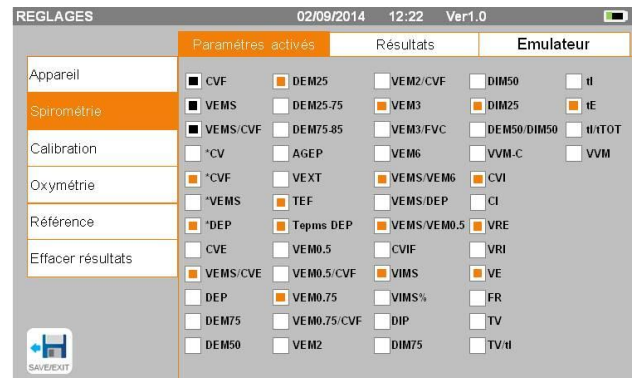 REGLAGES 02/09/2014 12:22 Ver1.0
Paramétres activés Résultats Emulateur
Appareil
Spirométrie
Calibration
Oxymétrie
Référence
Effacer résultats
SAVE/EXIT
CVF DEM25 VEM2/CVF DIM50 tI
VEMS DEM25-75 VEM3 DIM25 tE
VEMS/CVF DEM75-85 VEM3/FVC DEM50/DIM50 tI/tTOT
*CV AGEP VEM6 VVM-C VVM
*CVF VEXT VEMS/VEM6 CVI
*VEMS TEF VEMS/DEP CI
*DEP Tepms DEP VEMS/VEM0.5 VRE
CVE VEM0.5 CVIF VRI
VEMS/CVE VEM0.5/CVF VIMS VE
DEP VEM0.75 VIMS% FR
DEM75 VEM0.75/CVF DIP TV
DEM50 VEM2 DIM75 TV/tI